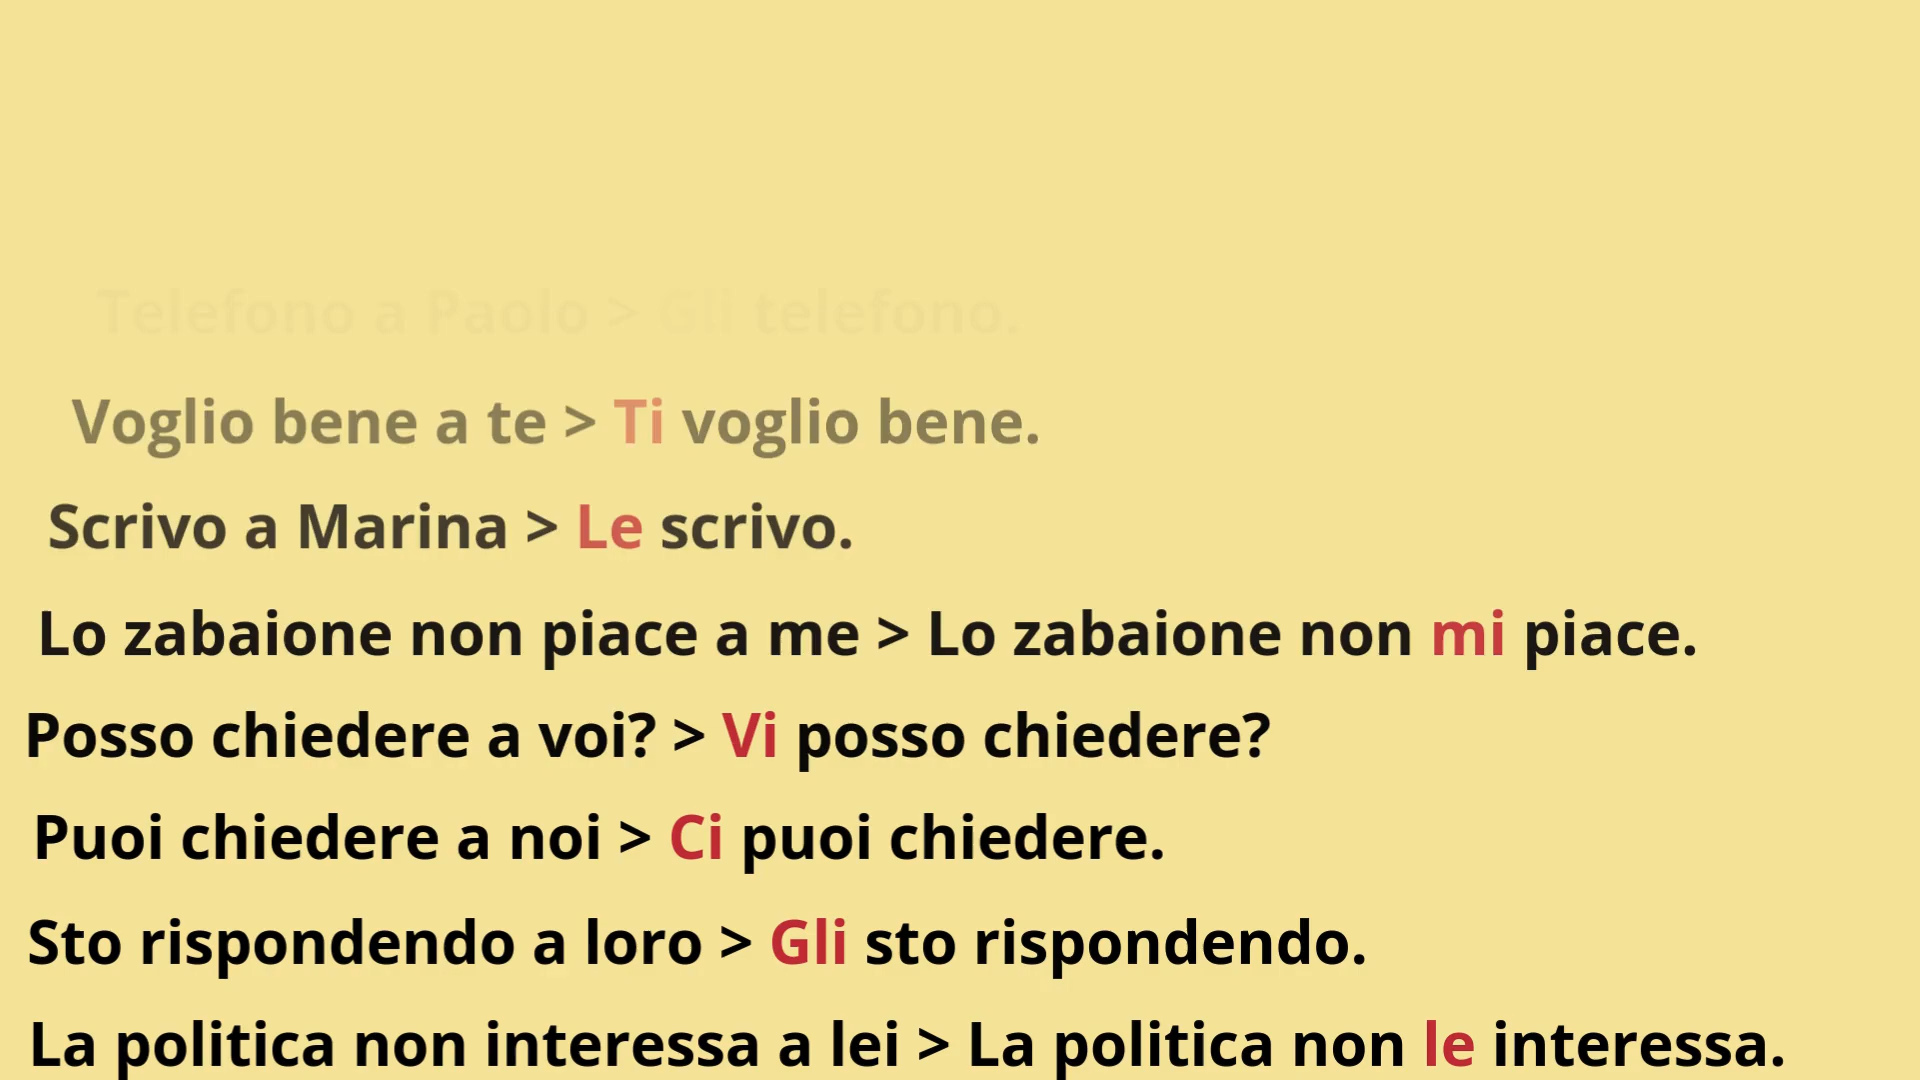 Telefono a Paolo > Gli telefono.
Voglio bene a te > Ti voglio bene.
Scrivo a Marina > Le scrivo.
Lo zabaione non piace a me > Lo zabaione non mi piace.
Posso chiedere a voi? > Vi posso chiedere?
Puoi chiedere a noi > Ci puoi chiedere.
Sto rispondendo a loro > Gli sto rispondendo.
La politica non interessa a lei > La politica non le interessa.